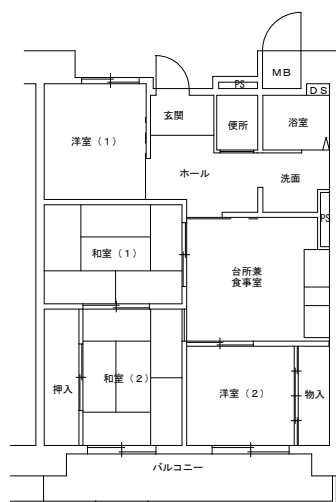 MB
PS
DS
玄関
便所
浴室
洋室（1）
ホール
洗面
PS
和室（1）
台所兼
食事室
押入
和室（2）
洋室（2）
物入
バルコニー